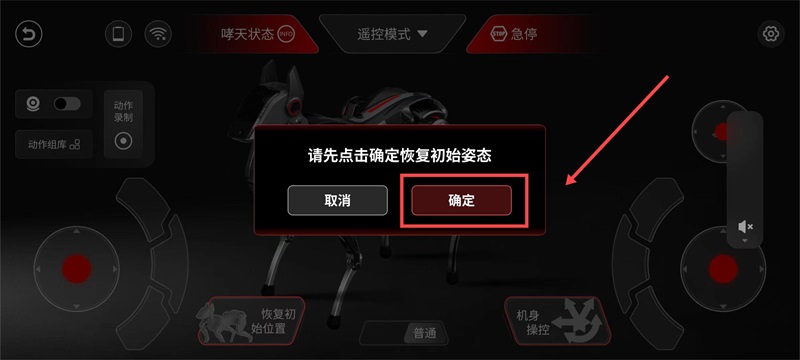 哮天状态 INFO
遥控模式
STOP 急停
动作
录制
动作组库
请先点击确定恢复初始姿态
取消
确定
恢复初
始位置
普通
机身
操控